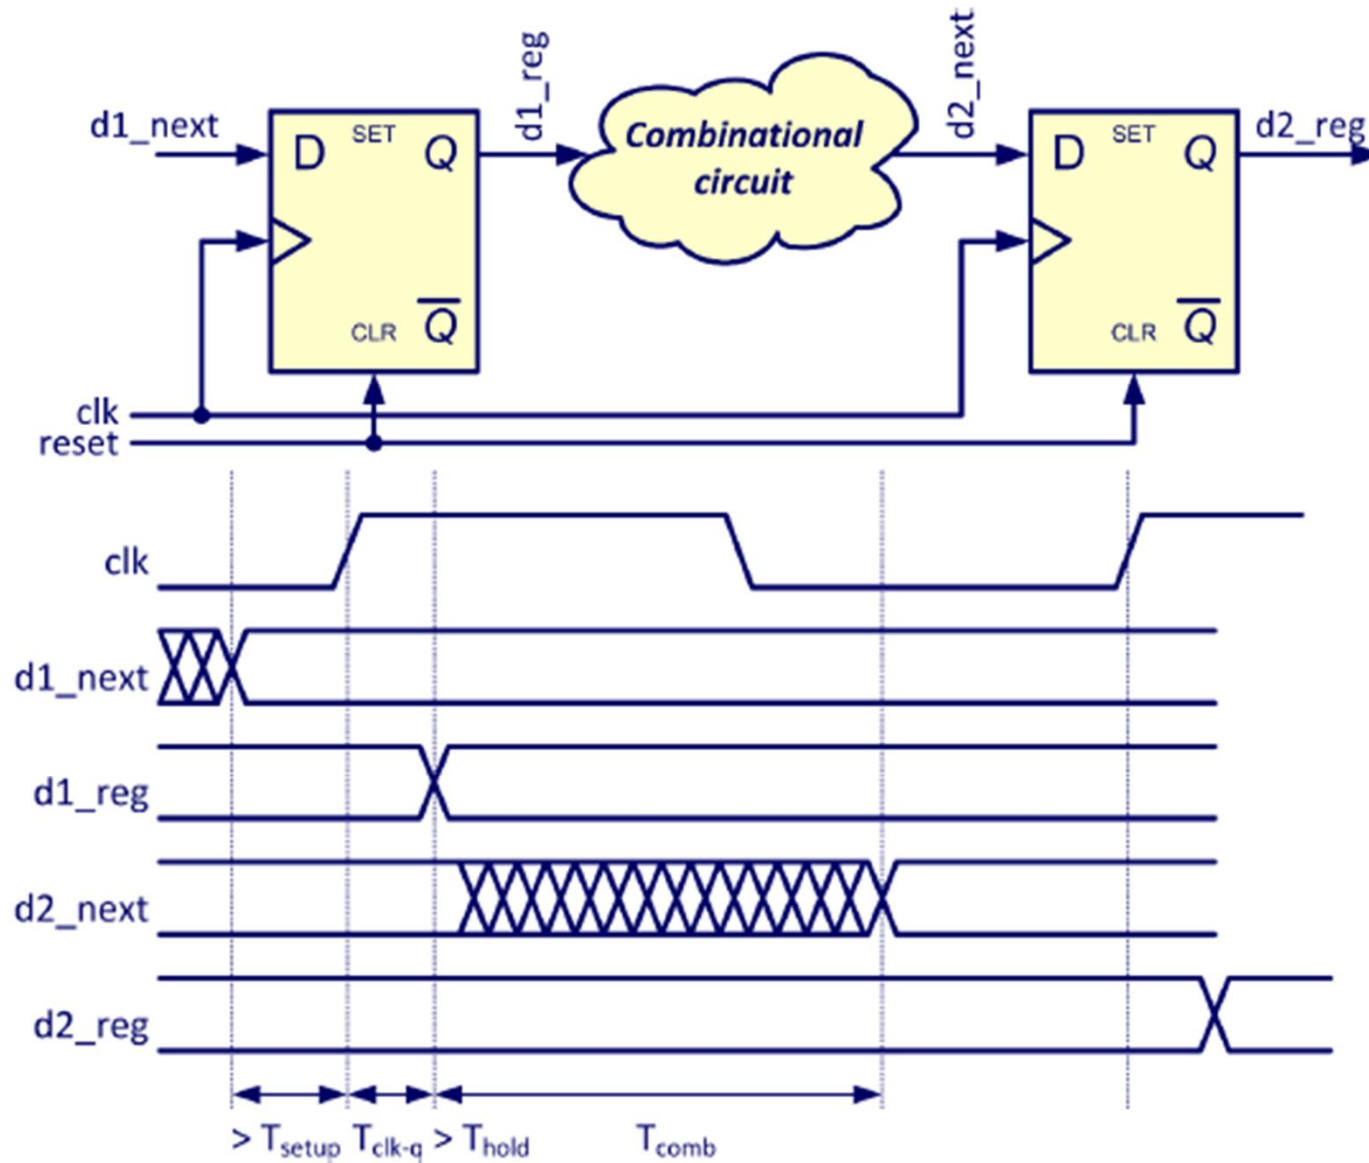 d1_next
D SET Q
CLR Q
d1_reg
Combinational
circuit
d2_next
D SET Q
CLR Q
d2_reg
clk
reset
clk
d1_next
d1_reg
d2_next
d2_reg
> Tsetup Tclk-q > Thold Tcomb